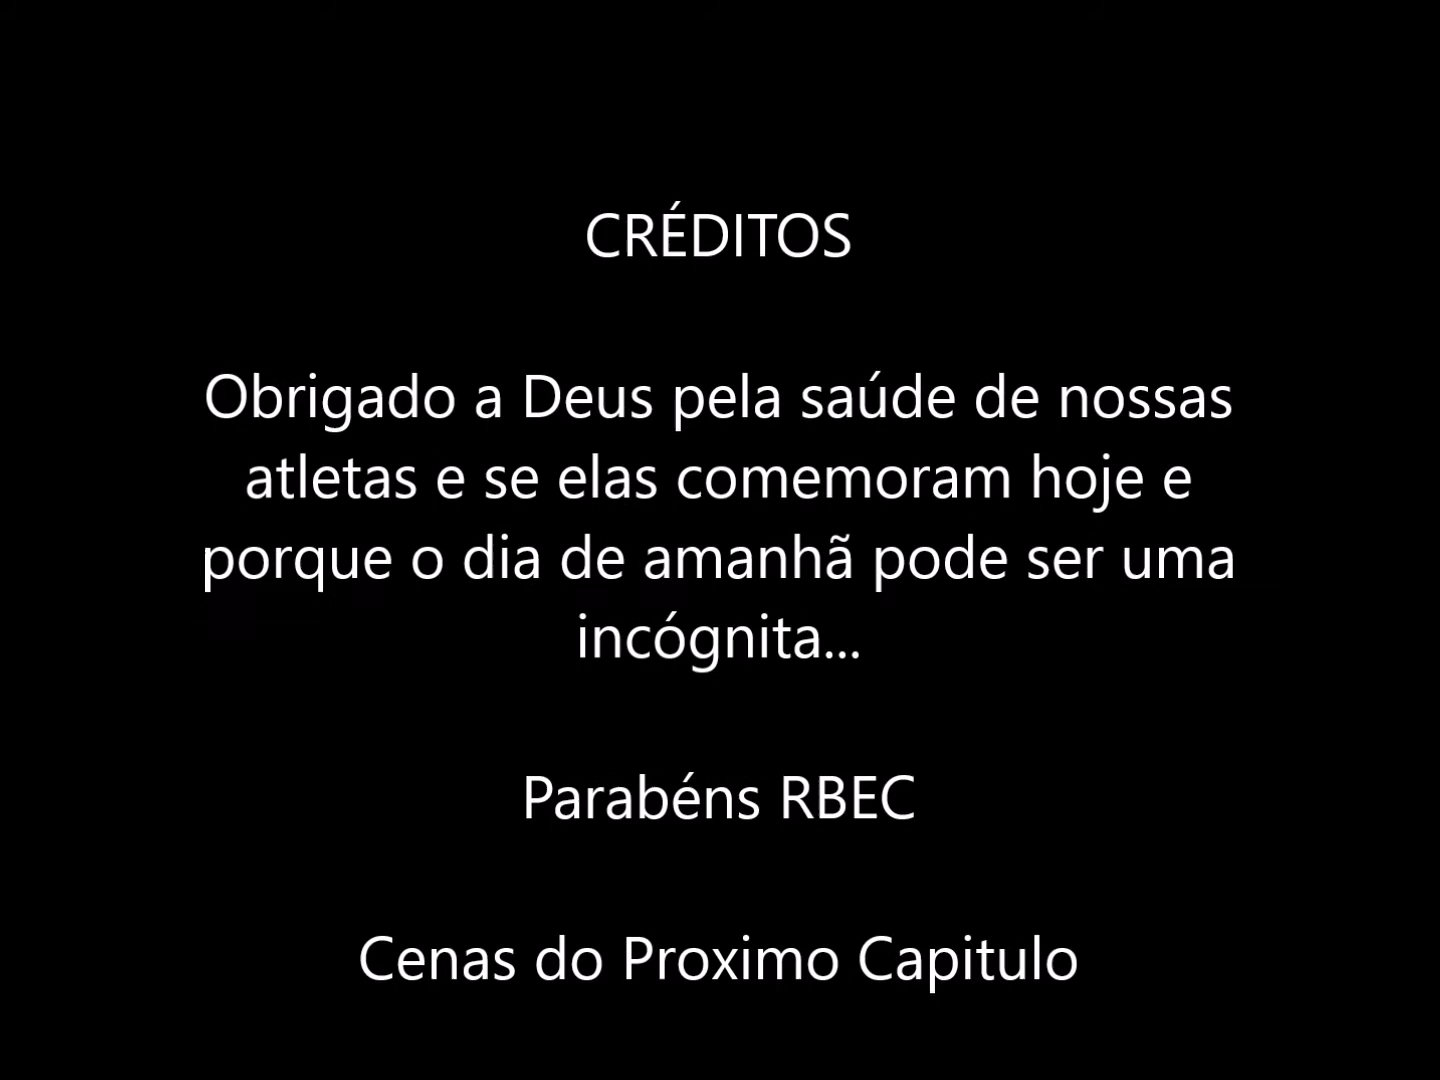 CRÉDITOS
Obrigado a Deus pela saúde de nossas
atletas e se elas comemoram hoje e
porque o dia de amanhã pode ser uma
incógnita...
Parabéns RBEC
Cenas do Proximo Capitulo